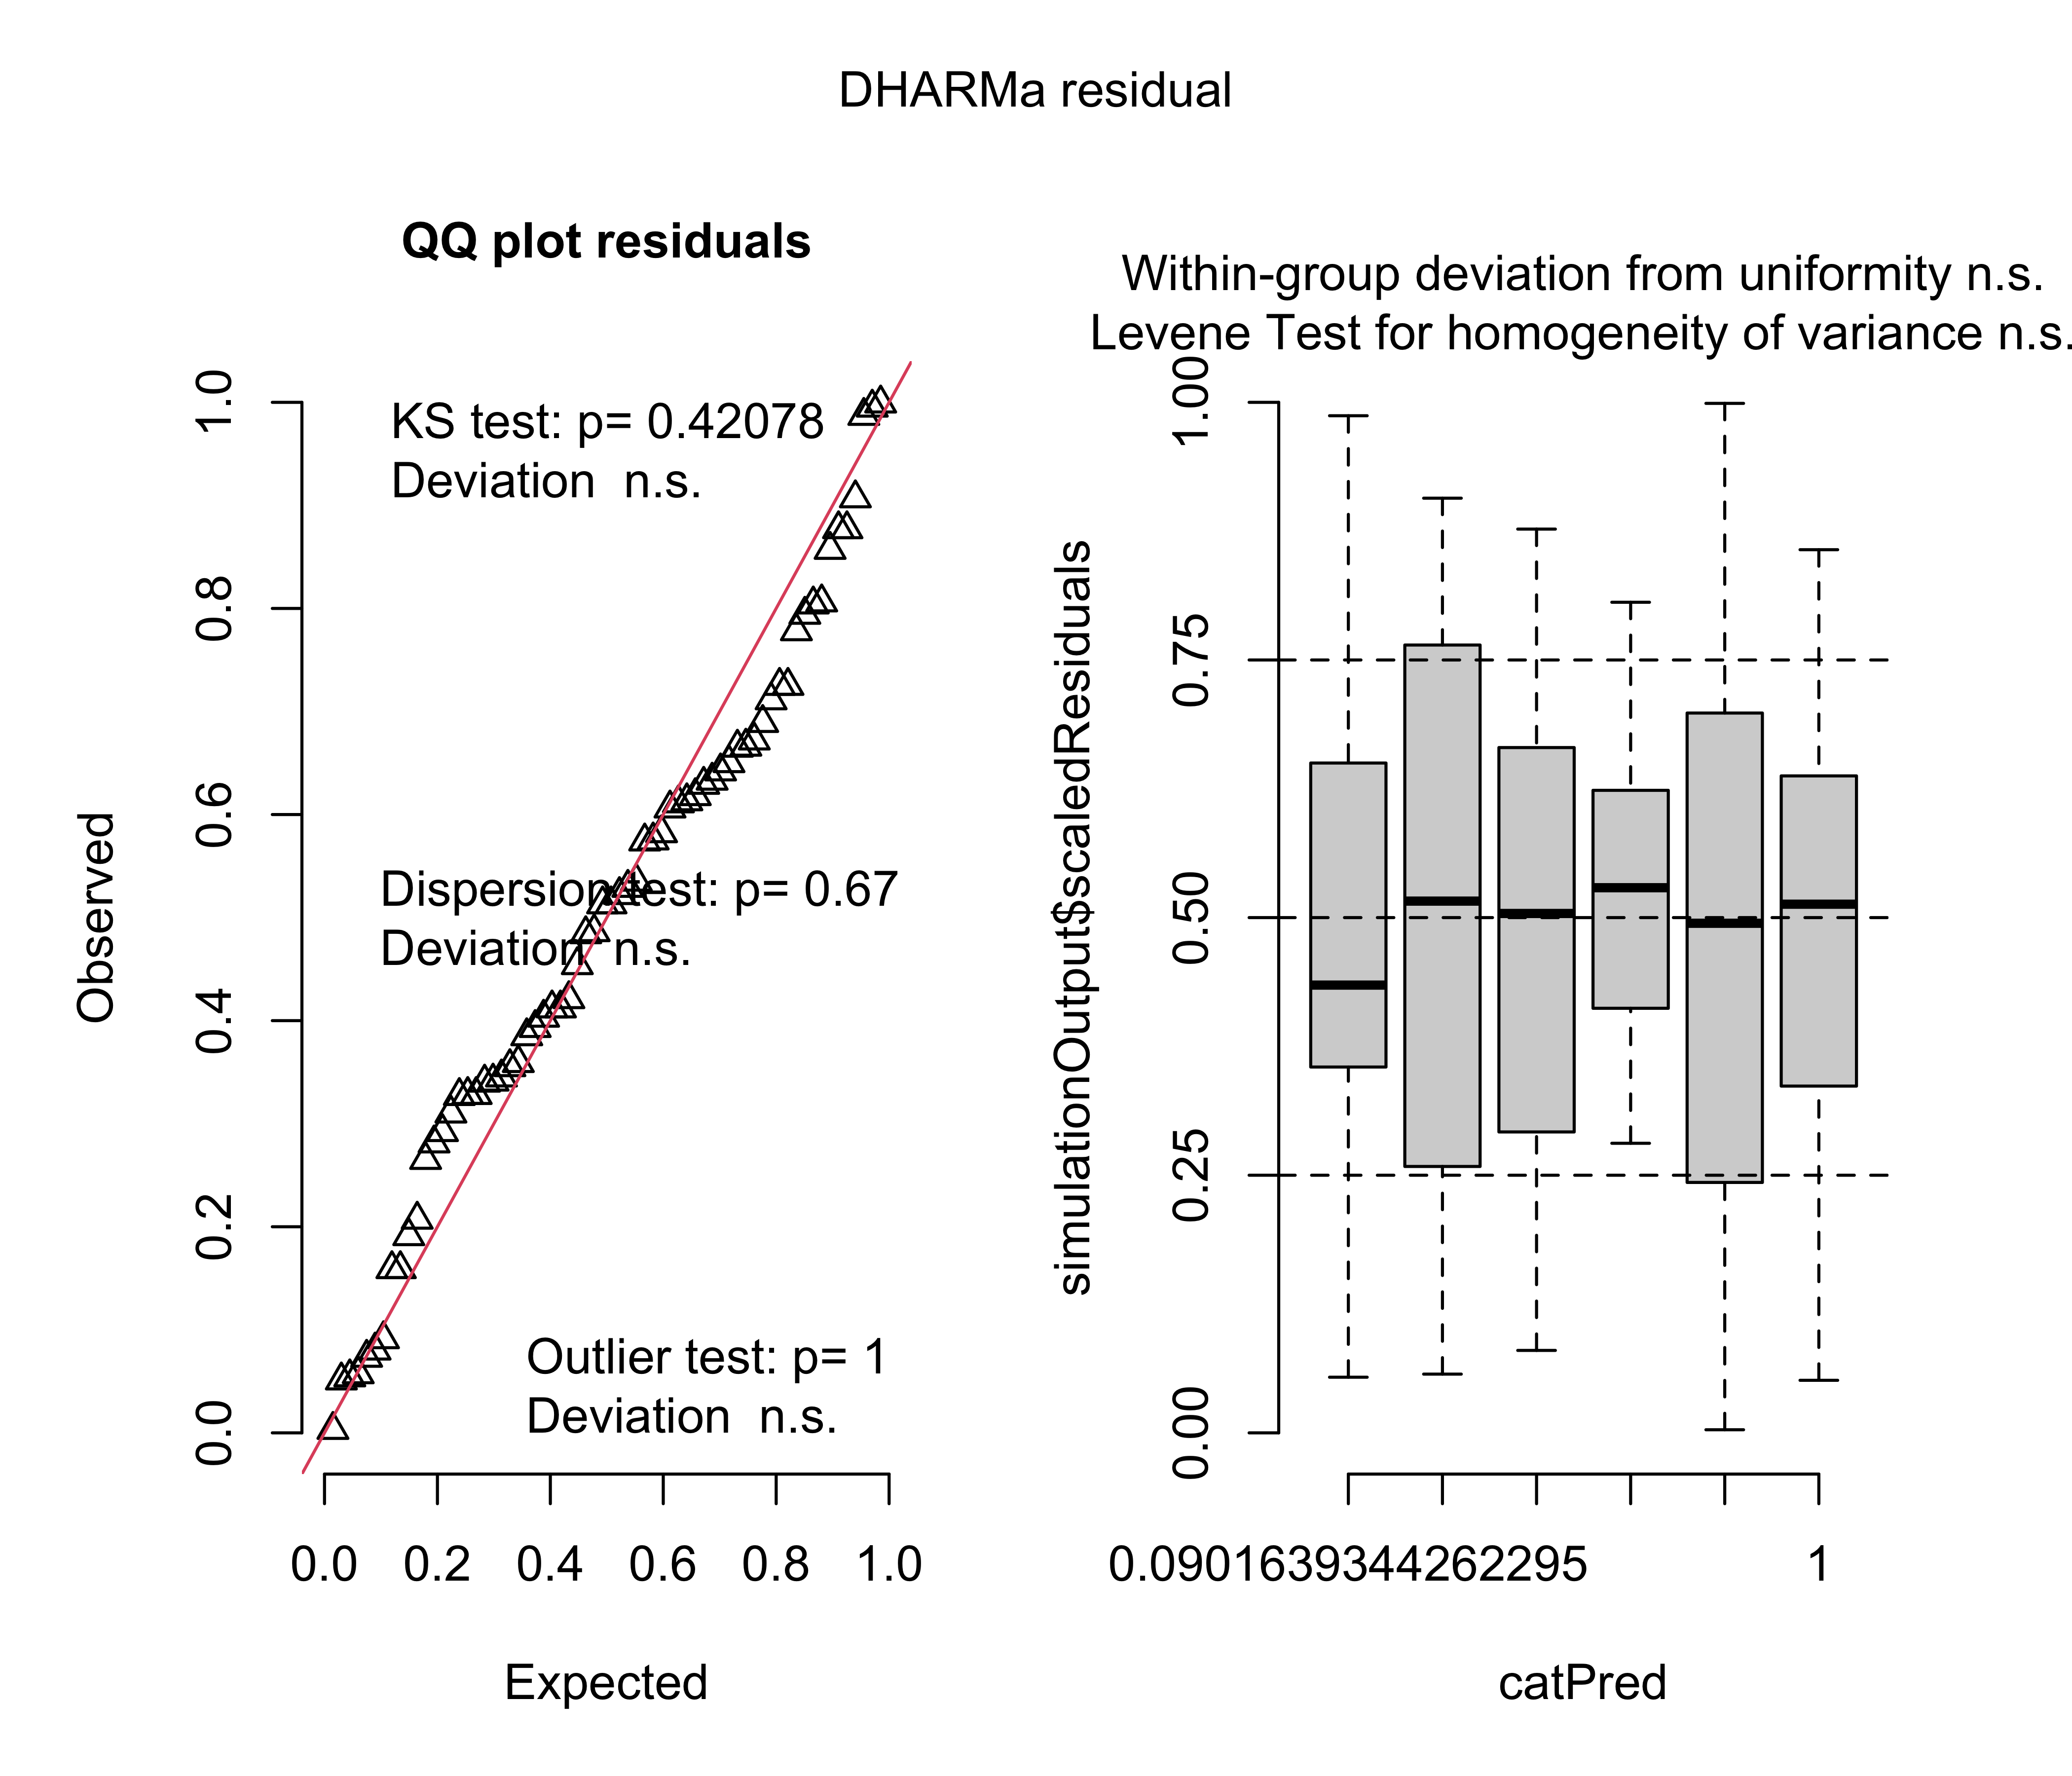 DHARMa residual
QQ plot residuals
KS test: p= 0.42078
Deviation  n.s.
Dispersion test: p= 0.67
Deviation  n.s.
Outlier test: p= 1
Deviation  n.s.
Observed
0.0
0.2
0.4
0.6
0.8
1.0
0.0 0.2 0.4 0.6 0.8 1.0
Expected
Within-group deviation from uniformity n.s.
Levene Test for homogeneity of variance n.s.
simulationOutput$scaledResiduals
0.00
0.25
0.50
0.75
1.00
0.0901639344262295 1
catPred